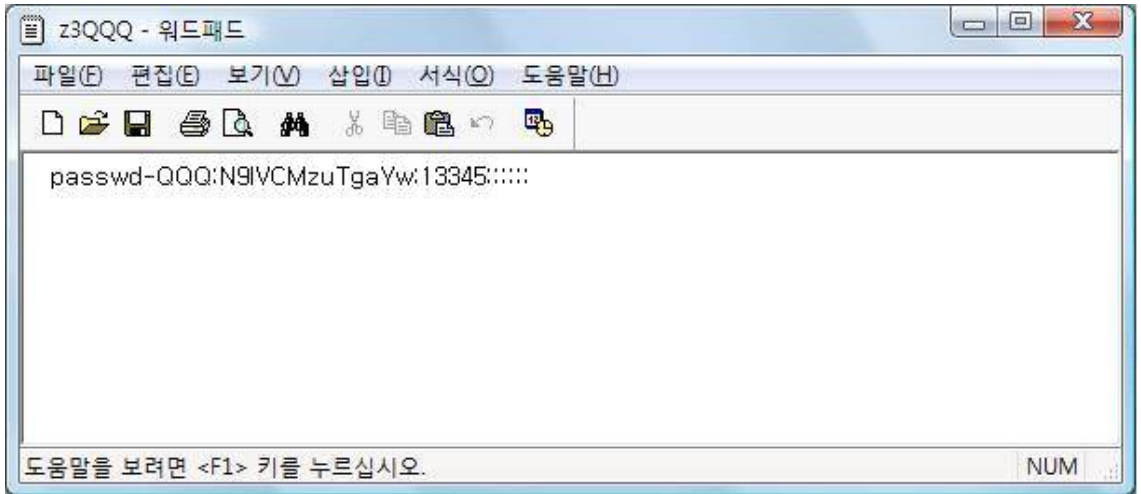 z3QQQ - 워드패드
파일(F) 편집(E) 보기(V) 삽입(I) 서식(O) 도움말(H)
passwd-QQQ:N9lVCMzuTgaYw:13345::::::
도움말을 보려면 <F1> 키를 누르십시오. NUM